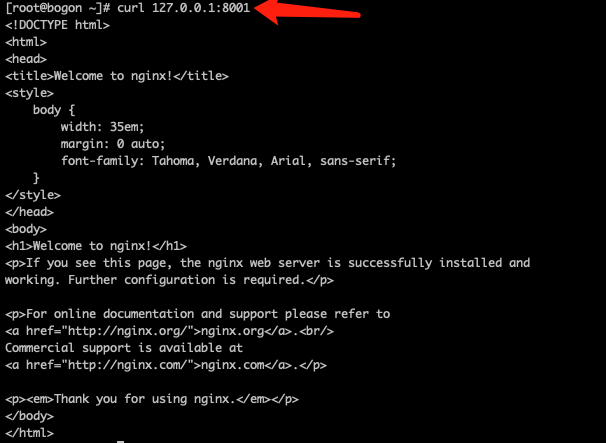 [root@bogon ~]# curl 127.0.0.1:8001
<!DOCTYPE html>
<html>
<head>
<title>Welcome to nginx!</title>
<style>
    body {
        width: 35em;
        margin: 0 auto;
        font-family: Tahoma, Verdana, Arial, sans-serif;
    }
</style>
</head>
<body>
<h1>Welcome to nginx!</h1>
<p>If you see this page, the nginx web server is successfully installed and
working. Further configuration is required.</p>

<p>For online documentation and support please refer to
<a href="http://nginx.org/">nginx.org</a>.<br/>
Commercial support is available at
<a href="http://nginx.com/">nginx.com</a>.</p>

<p><em>Thank you for using nginx.</em></p>
</body>
</html>